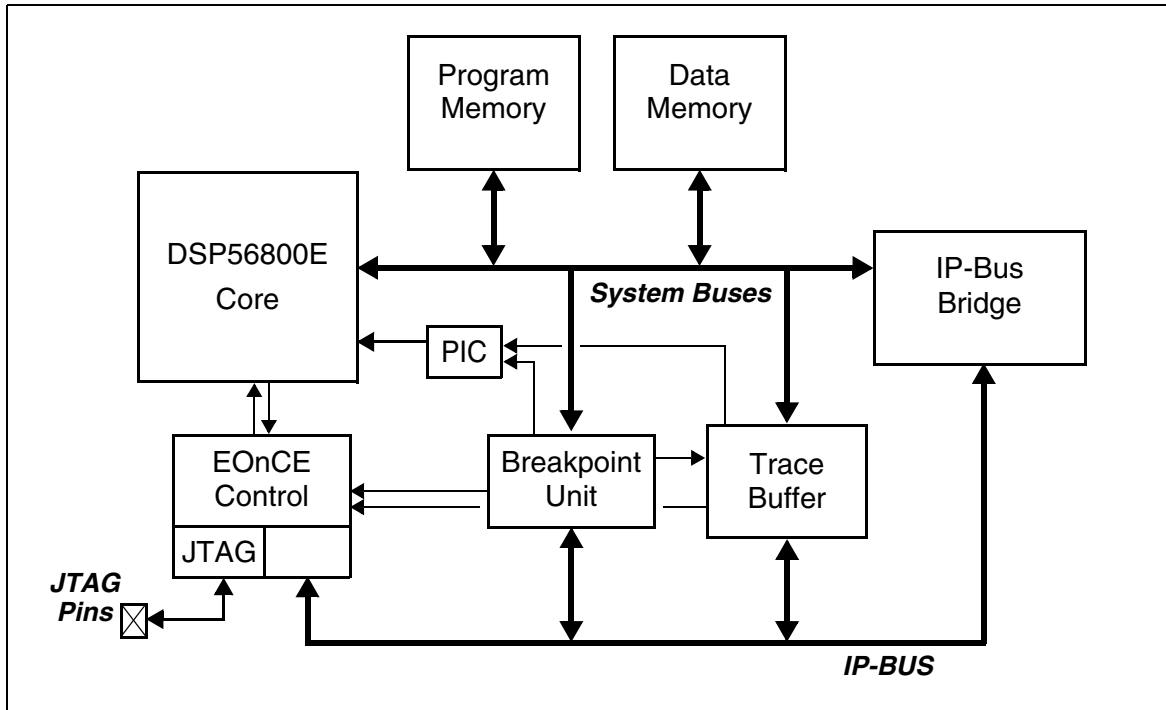 Program
Memory
Data
Memory
DSP56800E
Core
IP-Bus
Bridge
System Buses
PIC
EOnCE
Control
Breakpoint
Unit
Trace
Buffer
JTAG
JTAG
Pins
IP-BUS